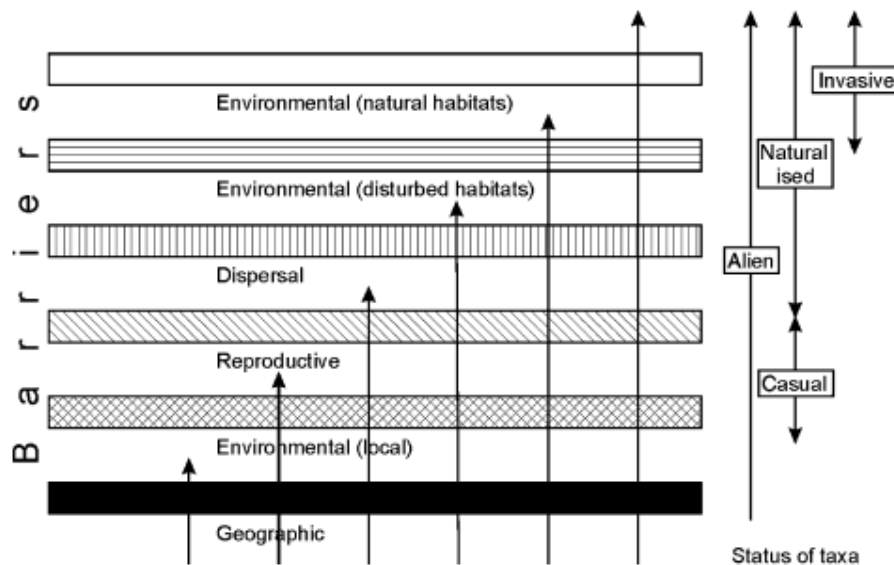 Barriers
Environmental (natural habitats)
Environmental (disturbed habitats)
Dispersal
Reproductive
Environmental (local)
Geographic
Invasive
Natural
ised
Alien
Casual
Status of taxa